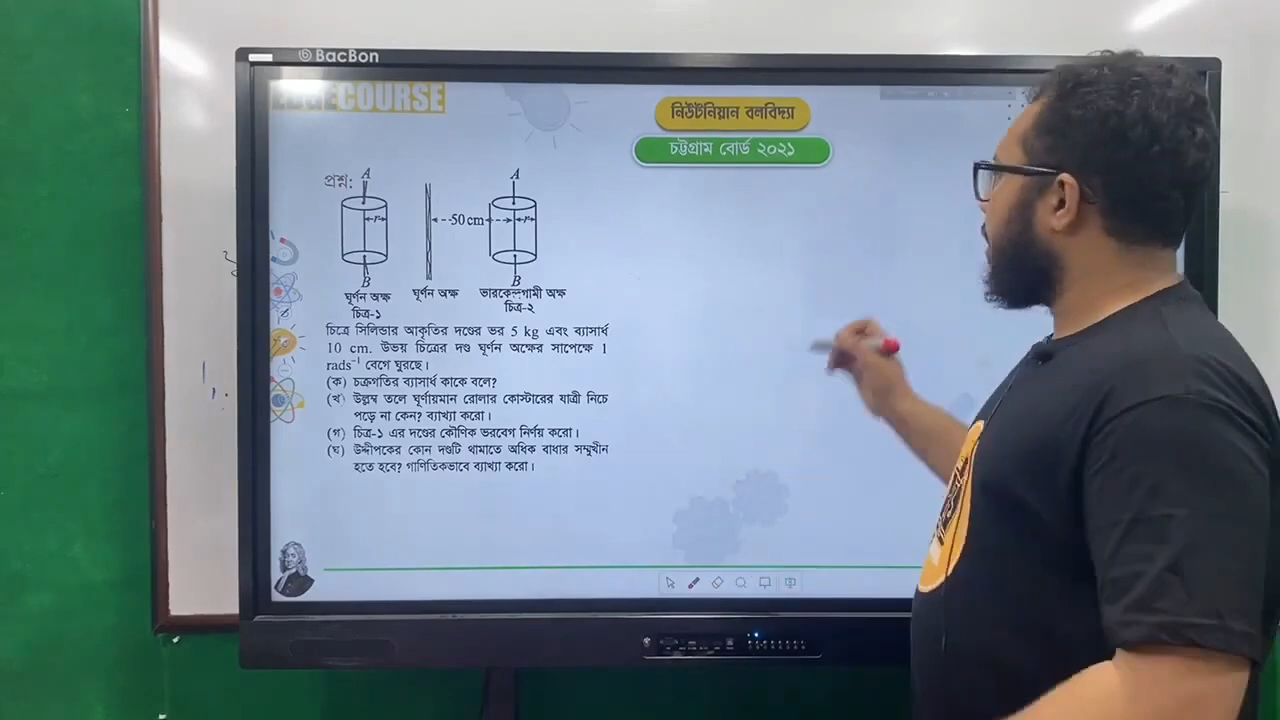 BacBon
COURSE
নিউটনিয়ান বলবিদ্যা
চট্টগ্রাম বোর্ড ২০২১
প্রশ্ন:
A
A
r
50 cm
r
B
B
ঘূর্ণন অক্ষ
ঘূর্ণন অক্ষ
ভারকেন্দ্রগামী অক্ষ
চিত্র-১
চিত্র-২
চিত্রে সিলিন্ডার আকৃতির দণ্ডের ভর 5 kg এবং ব্যাসার্ধ
10 cm. উভয় চিত্রের দণ্ড ঘূর্ণন অক্ষের সাপেক্ষে 1
rads⁻¹ বেগে ঘুরছে।
(ক) চক্রগতির ব্যাসার্ধ কাকে বলে?
(খ) উল্লম্ব তলে ঘূর্ণায়মান রোলার কোস্টারের যাত্রী নিচে
পড়ে না কেন? ব্যাখ্যা করো।
(গ) চিত্র-১ এর দণ্ডের কৌণিক ভরবেগ নির্ণয় করো।
(ঘ) উদ্দীপকের কোন দণ্ডটি থামাতে অধিক বাধার সম্মুখীন
হতে হবে? গাণিতিকভাবে ব্যাখ্যা করো।